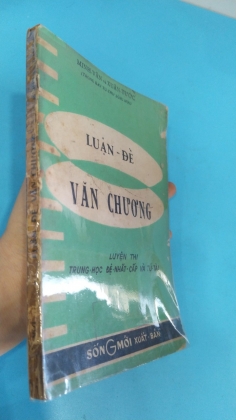 LUẬN-ĐỀ
VĂN CHƯƠNG
LUYỆN THI
TRUNG-HỌC ĐỆ-NHẤT-CẤP VÀ TÚ TÀI
SỐNG MỚI XUẤT-BẢN